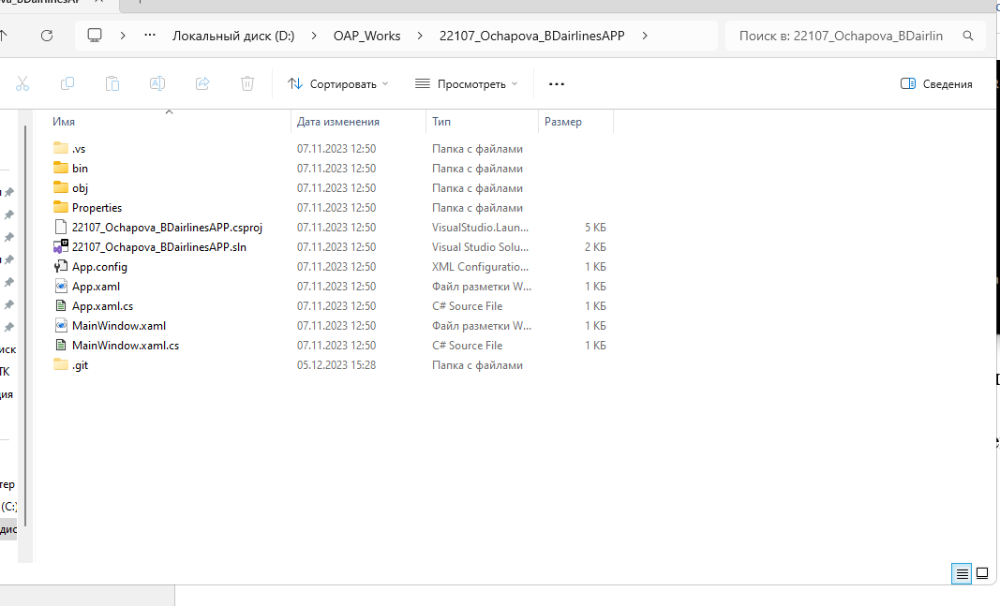 va_BDairlinesAP
Локальный диск (D:) > OAP_Works > 22107_Ochapova_BDairlinesAPP >
Поиск в: 22107_Ochapova_BDairlin
Сортировать
Просмотреть
Сведения
Имя Дата изменения Тип Размер
.vs 07.11.2023 12:50 Папка с файлами
bin 07.11.2023 12:50 Папка с файлами
obj 07.11.2023 12:50 Папка с файлами
Properties 07.11.2023 12:50 Папка с файлами
22107_Ochapova_BDairlinesAPP.csproj 07.11.2023 12:50 VisualStudio.Laun... 5 КБ
22107_Ochapova_BDairlinesAPP.sln 07.11.2023 12:50 Visual Studio Solu... 2 КБ
App.config 07.11.2023 12:50 XML Configuratio... 1 КБ
App.xaml 07.11.2023 12:50 Файл разметки W... 1 КБ
App.xaml.cs 07.11.2023 12:50 C# Source File 1 КБ
MainWindow.xaml 07.11.2023 12:50 Файл разметки W... 1 КБ
MainWindow.xaml.cs 07.11.2023 12:50 C# Source File 1 КБ
.git 05.12.2023 15:28 Папка с файлами
иск
ТК
ция
тер
(C:)
дис